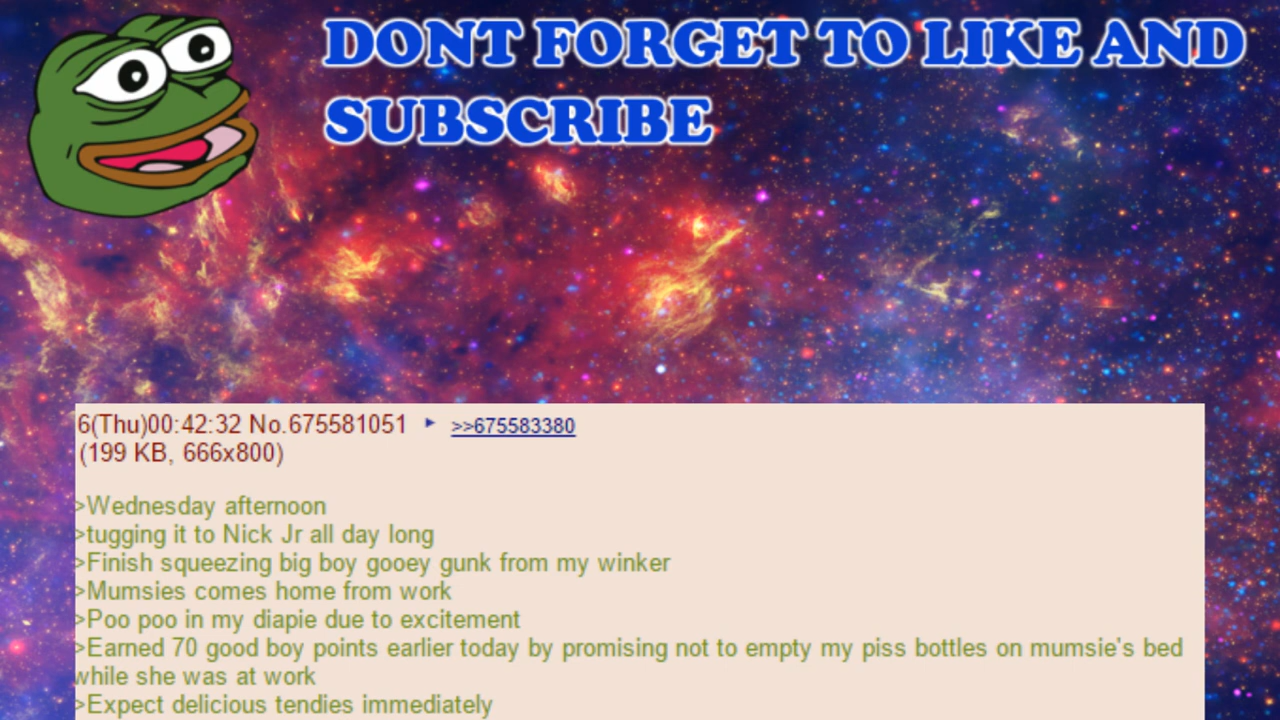 DONT FORGET TO LIKE AND
SUBSCRIBE
6(Thu)00:42:32 No.675581051 ▸ >>675583380
(199 KB, 666x800)
>Wednesday afternoon
>tugging it to Nick Jr all day long
>Finish squeezing big boy gooey gunk from my winker
>Mumsies comes home from work
>Poo poo in my diapie due to excitement
>Earned 70 good boy points earlier today by promising not to empty my piss bottles on mumsie's bed
while she was at work
>Expect delicious tendies immediately